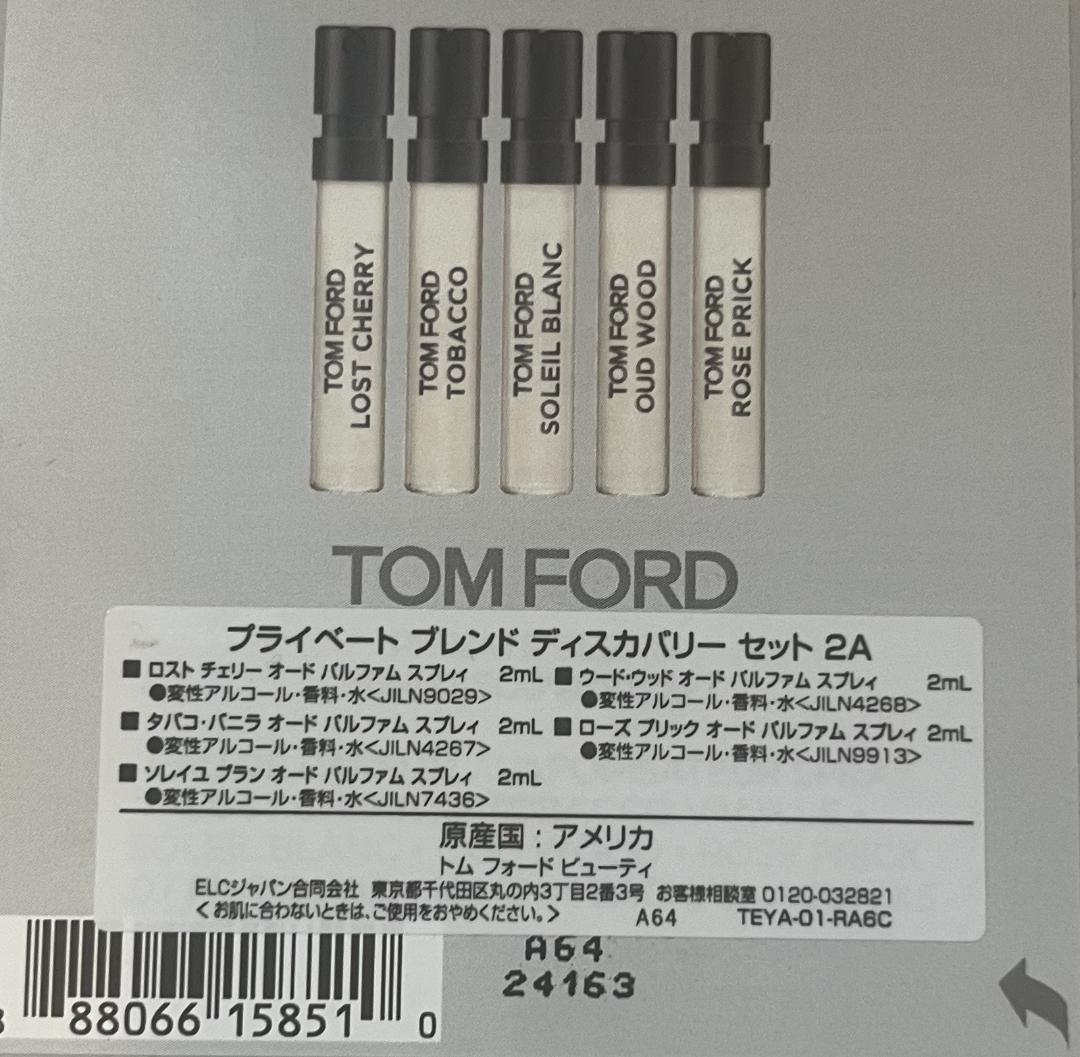 TOM FORD
LOST CHERRY
TOM FORD
TOBACCO
TOM FORD
SOLEIL BLANC
TOM FORD
OUD WOOD
TOM FORD
ROSE PRICK
TOM FORD
プライベート ブレンド ディスカバリー セット 2A
■ ロスト チェリー オード パルファム スプレィ 2mL
●変性アルコール・香料・水<JILN9029>
■ タバコ・バニラ オード パルファム スプレィ 2mL
●変性アルコール・香料・水<JILN4267>
■ ソレイユ ブラン オード パルファム スプレィ 2mL
●変性アルコール・香料・水<JILN7436>
■ ウード・ウッド オード パルファム スプレィ 2mL
●変性アルコール・香料・水<JILN4268>
■ ローズ プリック オード パルファム スプレィ 2mL
●変性アルコール・香料・水<JILN9913>
原産国：アメリカ
トム フォード ビューティ
ELCジャパン合同会社 東京都千代田区丸の内3丁目2番3号 お客様相談室 0120-032821
＜お肌に合わないときは、ご使用をおやめください。＞ A64 TEYA-01-RA6C
A64
24163
88066 15851 0